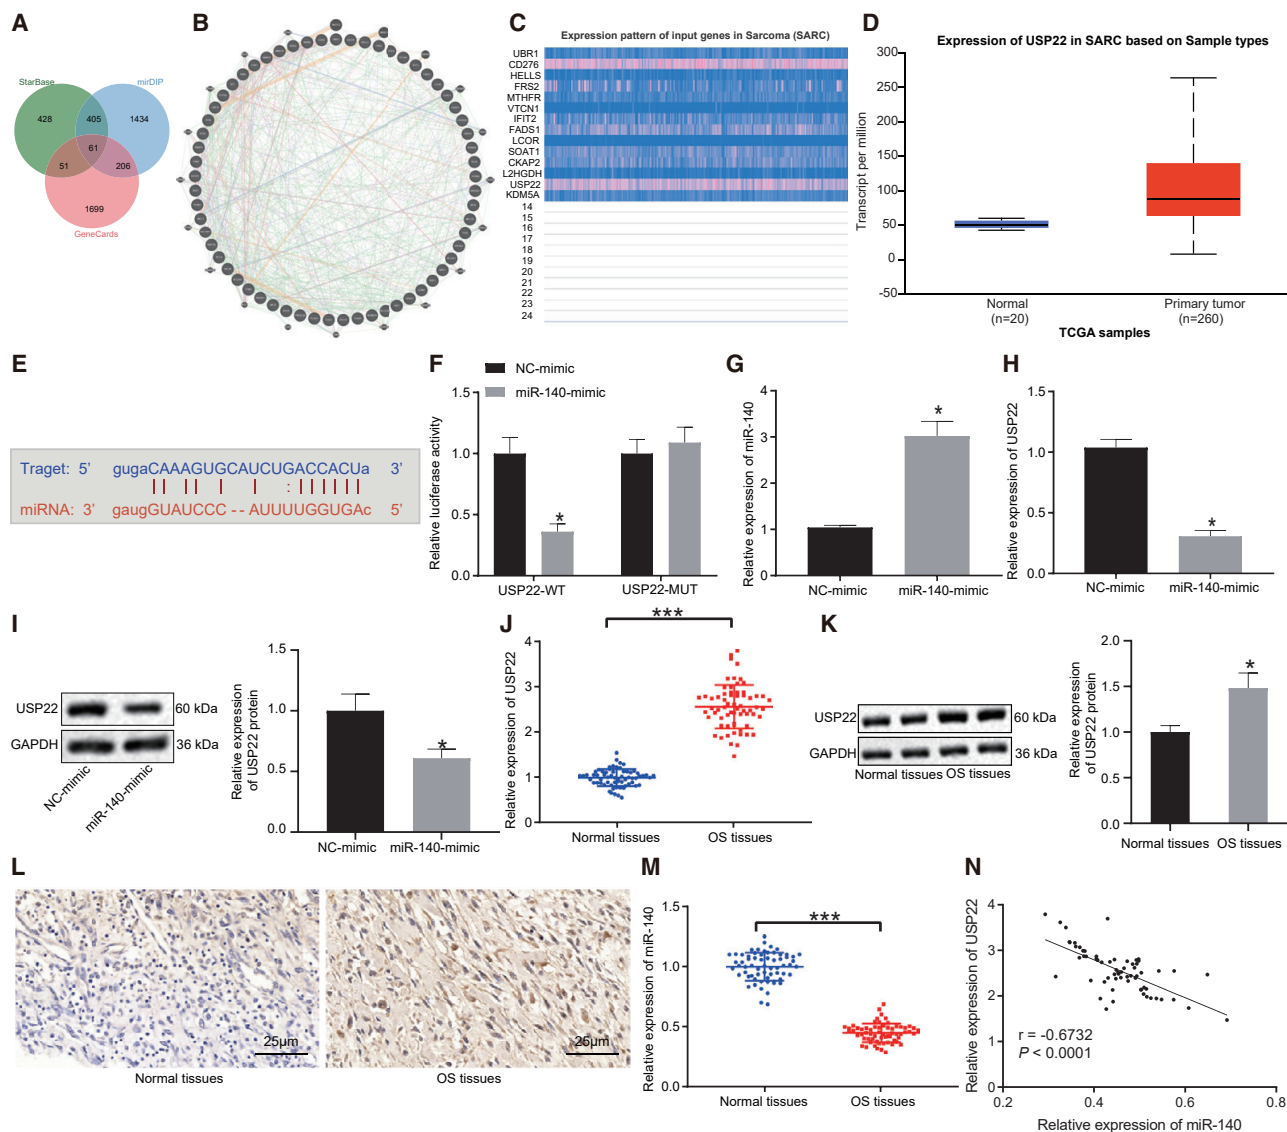 A
StarBase
mirDIP
428
405
1434
61
51
206
1699
GeneCards
B
C
Expression pattern of input genes in Sarcoma (SARC)
UBR1
CD276
HELLS
FRS2
MTHFR
VTCN1
IFIT2
FADS1
LCOR
SOAT1
CKAP2
L2HGDH
USP22
KDM5A
14
15
16
17
18
19
20
21
22
23
24
D
Expression of USP22 in SARC based on Sample types
Transcript per million
300
250
200
150
100
50
0
-50
Normal
(n=20)
Primary tumor
(n=260)
TCGA samples
E
Traget: 5' gugaCAAAGUGCAUCUGACCACUa 3'
miRNA: 3' gaugGUAUCCC - - AUUUUGGUGAc 5'
F
NC-mimic
miR-140-mimic
Relative luciferase activity
1.5
1.0
0.5
0.0
*
USP22-WT
USP22-MUT
G
Relative expression of miR-140
4
3
2
1
0
*
NC-mimic
miR-140-mimic
H
Relative expression of USP22
1.5
1.0
0.5
0.0
*
NC-mimic
miR-140-mimic
I
USP22
60 kDa
GAPDH
36 kDa
NC-mimic
miR-140-mimic
Relative expression
of USP22 protein
1.5
1.0
0.5
0.0
*
NC-mimic
miR-140-mimic
J
***
Relative expression of USP22
4
3
2
1
0
Normal tissues
OS tissues
K
USP22
60 kDa
GAPDH
36 kDa
Normal tissues OS tissues
Relative expression
of USP22 protein
2.0
1.5
1.0
0.5
0.0
*
Normal tissues
OS tissues
L
25µm
Normal tissues
25µm
OS tissues
M
***
Relative expression of miR-140
1.5
1.0
0.5
0.0
Normal tissues
OS tissues
N
Relative expression of USP22
4
3
2
1
0
r = -0.6732
P < 0.0001
0.2
0.4
0.6
0.8
Relative expression of miR-140